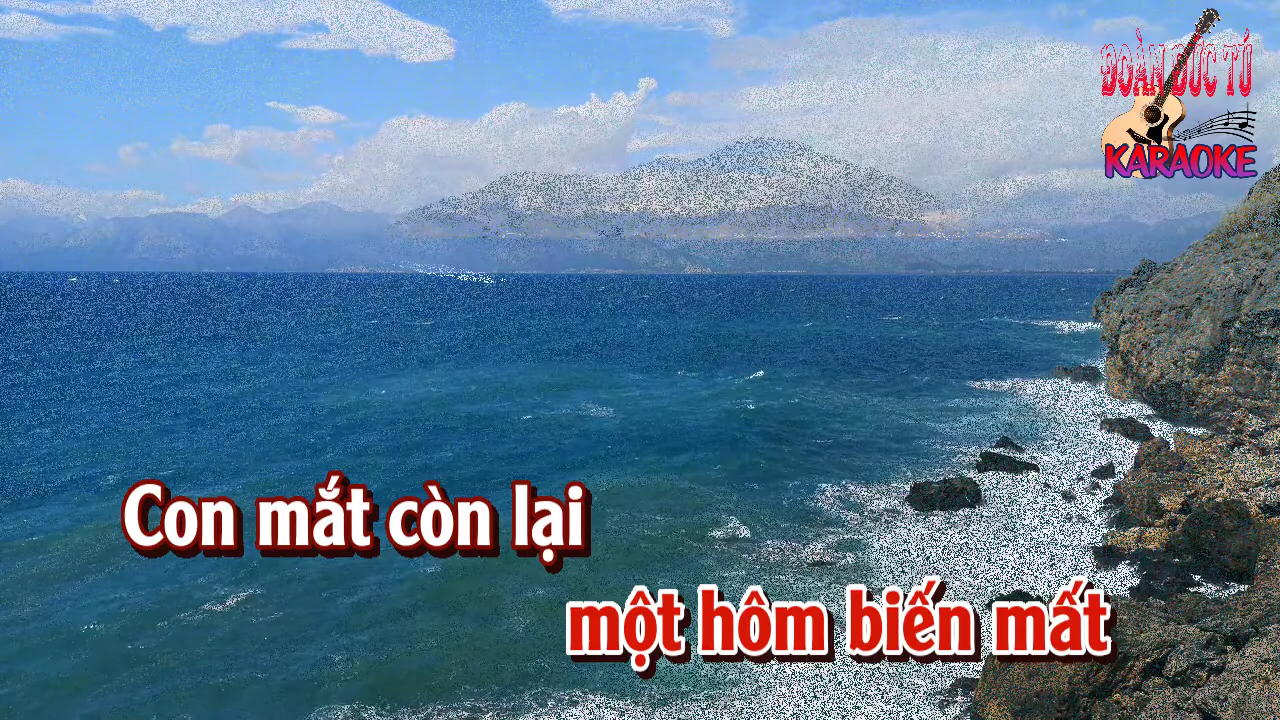 ĐOÀN ĐỨC TÚ
KARAOKE
Con mắt còn lại
một hôm biến mất